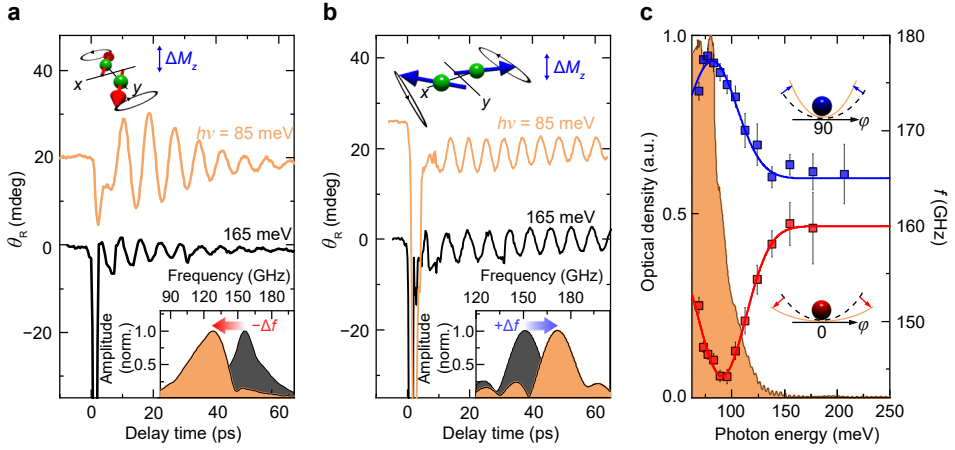 a
40
20
0
−20
θR (mdeg)
x
y
ΔMz
hν = 85 meV
165 meV
Frequency (GHz)
90 120 150 180
Amplitude
(norm.)
1.0
0.5
−Δf
0 20 40 60
Delay time (ps)
b
40
20
0
−20
θR (mdeg)
x
y
ΔMz
hν = 85 meV
165 meV
Frequency (GHz)
120 150 180
Amplitude
(norm.)
1.0
0.5
+Δf
0 20 40 60
Delay time (ps)
c
1.0
0.5
0.0
Optical density (a.u.)
180
170
160
150
f (GHz)
90
φ
0
φ
100 150 200 250
Photon energy (meV)